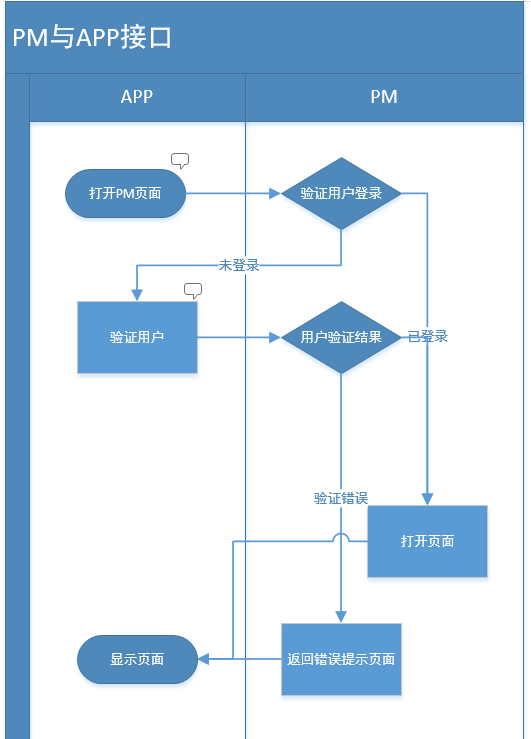 PM与APP接口
APP
PM
打开PM页面
验证用户登录
未登录
验证用户
用户验证结果
已登录
验证错误
打开页面
显示页面
返回错误提示页面